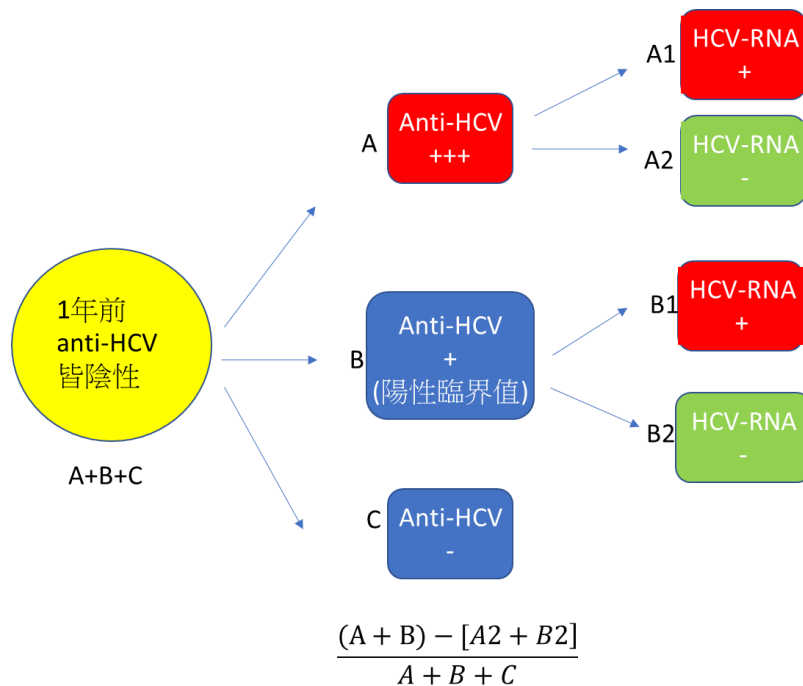 A1
HCV-RNA
+
A
Anti-HCV
+++
A2
HCV-RNA
-
1年前
anti-HCV
皆陰性
A+B+C
B
Anti-HCV
+
(陽性臨界值)
B1
HCV-RNA
+
B2
HCV-RNA
-
C
Anti-HCV
-
(A + B) − [A2 + B2]
A + B + C